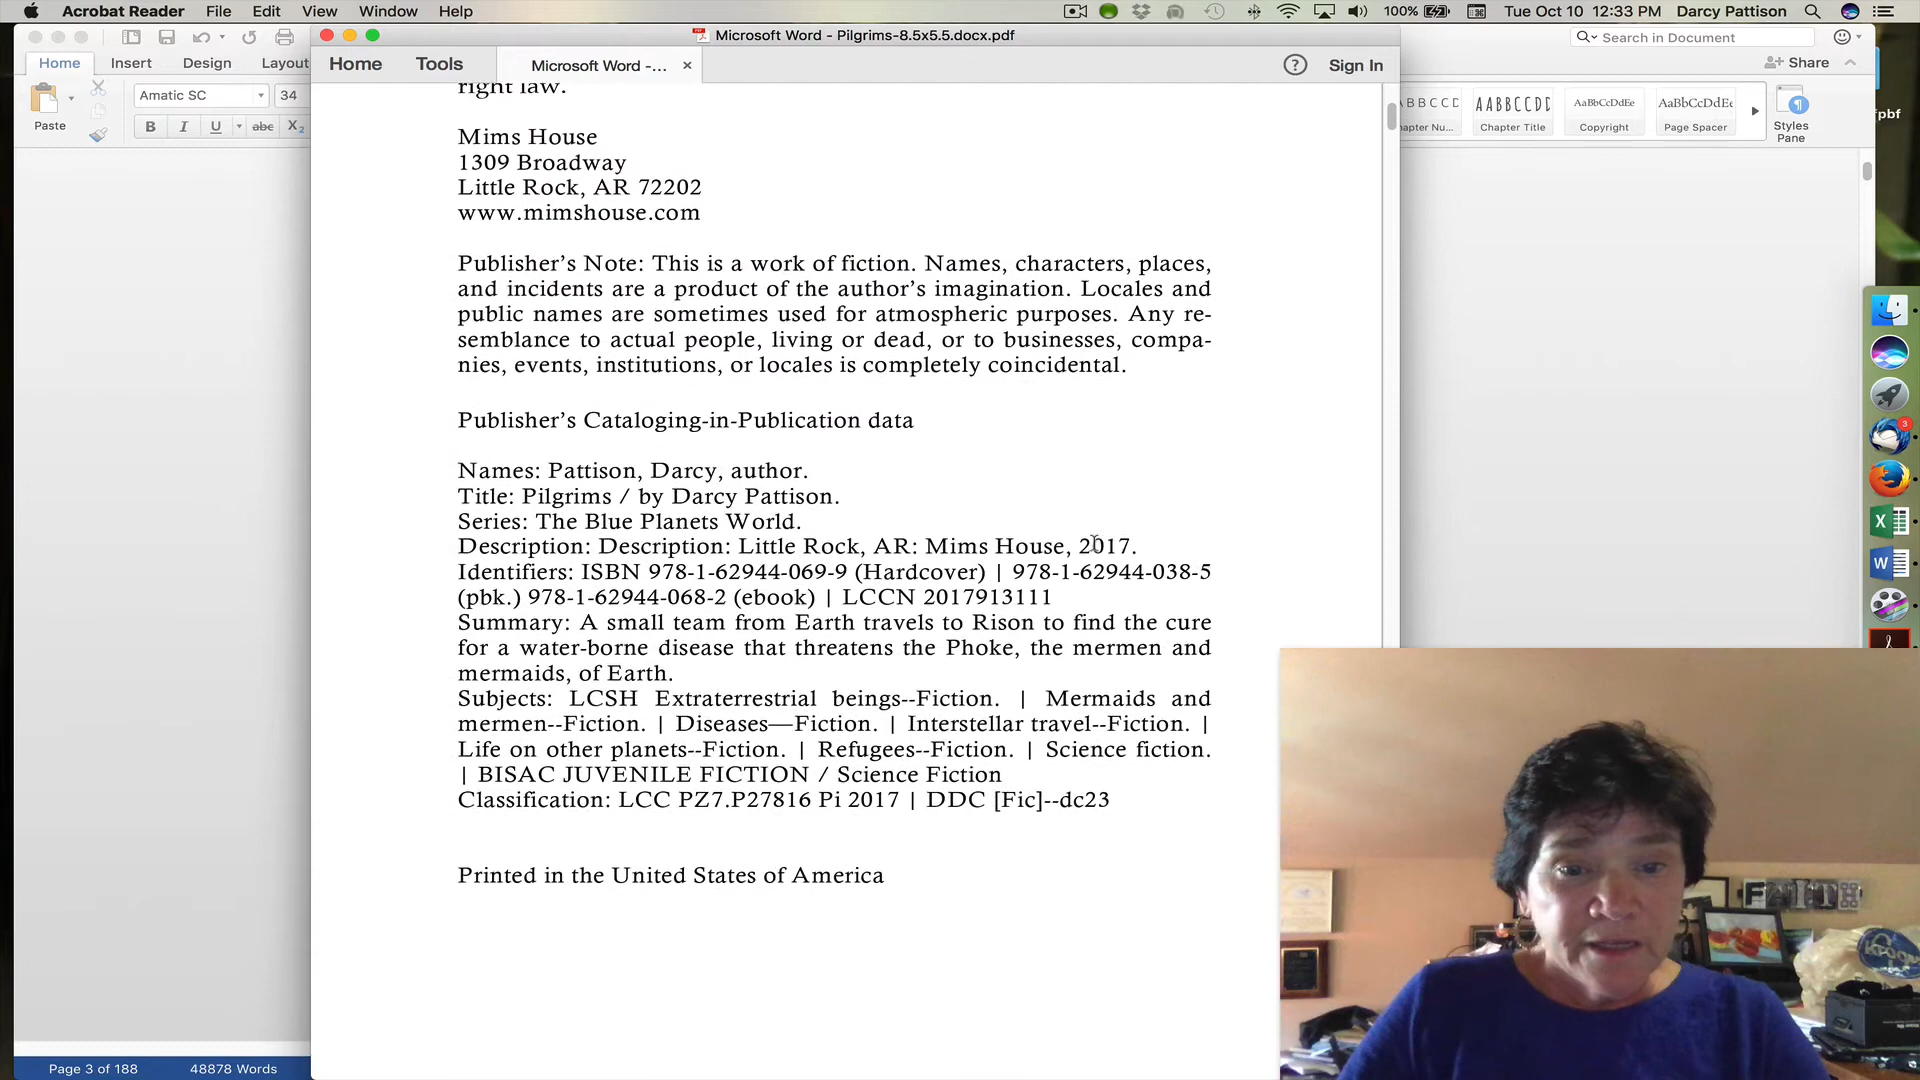 Acrobat Reader File Edit View Window Help 100% Tue Oct 10 12:33 PM Darcy Pattison
Microsoft Word - Pilgrims-8.5x5.5.docx.pdf
Search in Document
Home Insert Design Layout
Home Tools Microsoft Word -... × ? Sign In
Share
Paste
Amatic SC 34
B I U abc X2
AaBbCcDdEe AaBbCcDdEe
Chapter Title Copyright Page Spacer
Styles
Pane
right law.
Mims House
1309 Broadway
Little Rock, AR 72202
www.mimshouse.com
Publisher’s Note: This is a work of fiction. Names, characters, places,
and incidents are a product of the author’s imagination. Locales and
public names are sometimes used for atmospheric purposes. Any re-
semblance to actual people, living or dead, or to businesses, compa-
nies, events, institutions, or locales is completely coincidental.
Publisher’s Cataloging-in-Publication data
Names: Pattison, Darcy, author.
Title: Pilgrims / by Darcy Pattison.
Series: The Blue Planets World.
Description: Description: Little Rock, AR: Mims House, 2017.
Identifiers: ISBN 978-1-62944-069-9 (Hardcover) | 978-1-62944-038-5
(pbk.) 978-1-62944-068-2 (ebook) | LCCN 2017913111
Summary: A small team from Earth travels to Rison to find the cure
for a water-borne disease that threatens the Phoke, the mermen and
mermaids, of Earth.
Subjects: LCSH Extraterrestrial beings--Fiction. | Mermaids and
mermen--Fiction. | Diseases—Fiction. | Interstellar travel--Fiction. |
Life on other planets--Fiction. | Refugees--Fiction. | Science fiction.
| BISAC JUVENILE FICTION / Science Fiction
Classification: LCC PZ7.P27816 Pi 2017 | DDC [Fic]--dc23
Printed in the United States of America
3
FAITH
Page 3 of 188 48878 Words